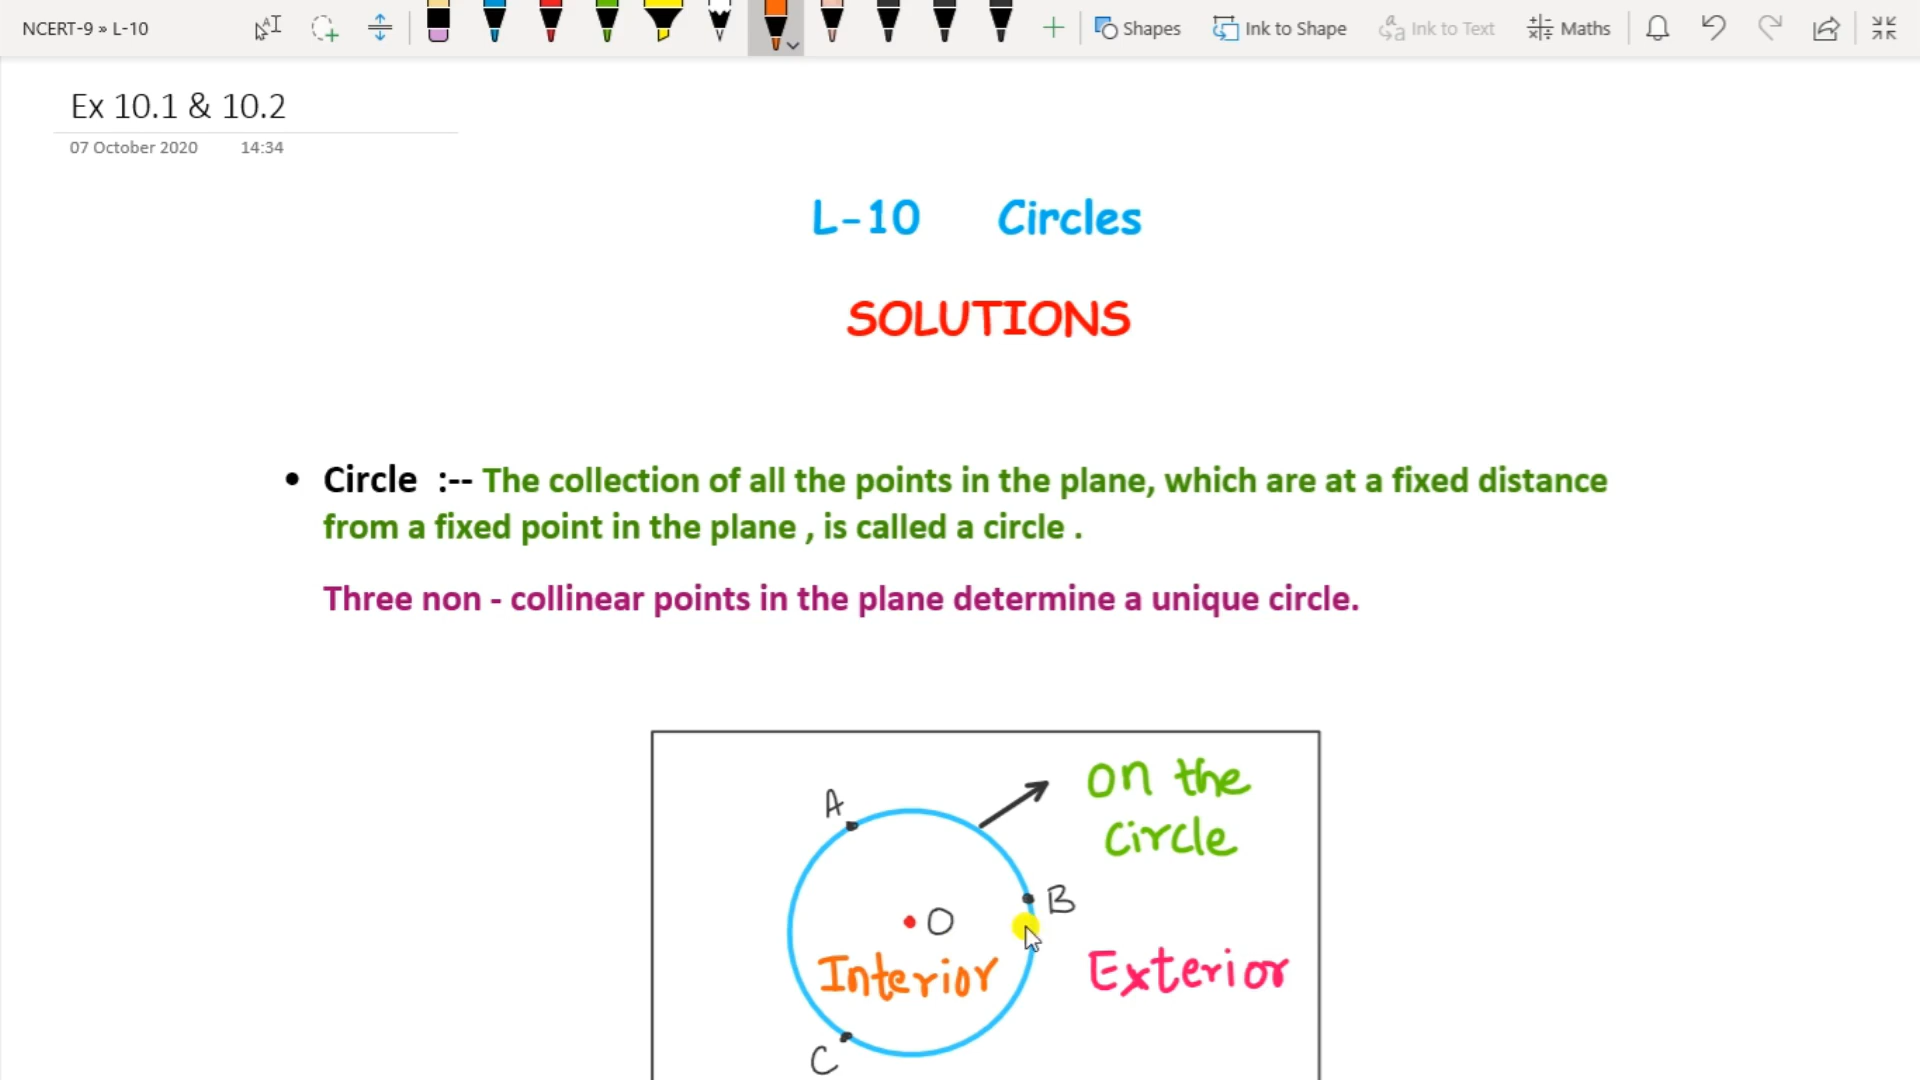 NCERT-9 » L-10
Shapes
Ink to Shape
Ink to Text
Maths
Ex 10.1 & 10.2
07 October 2020 14:34
L-10 Circles
SOLUTIONS
• Circle :-- The collection of all the points in the plane, which are at a fixed distance
from a fixed point in the plane , is called a circle .
Three non - collinear points in the plane determine a unique circle.
on the
circle
A
B
O
Interior
Exterior
C